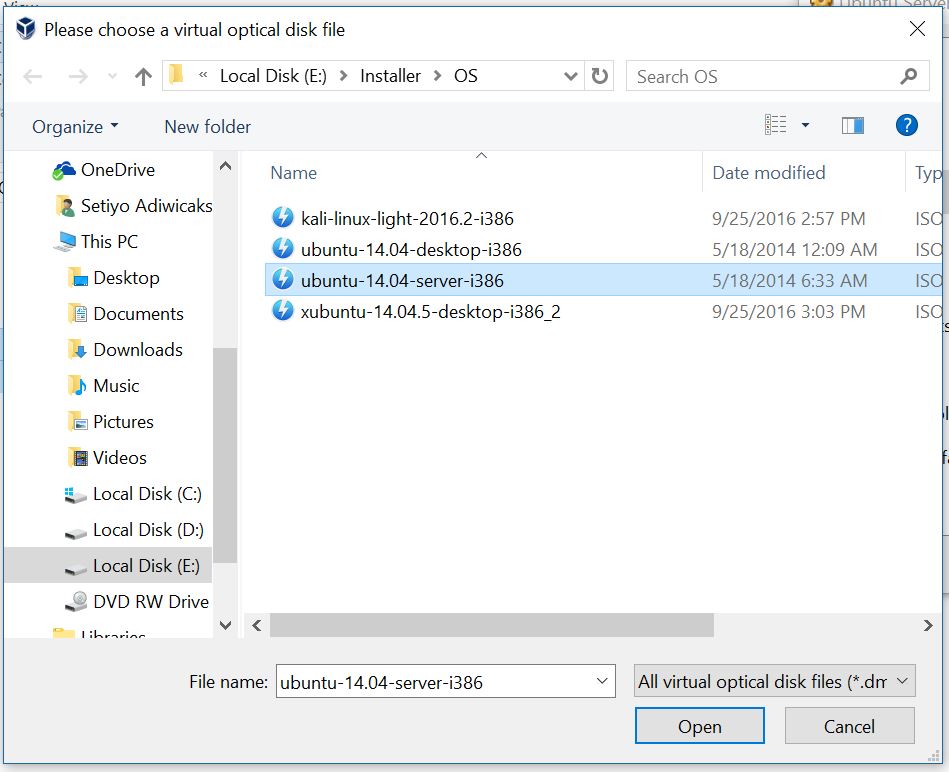 Please choose a virtual optical disk file
« Local Disk (E:) > Installer > OS
Search OS
Organize
New folder
OneDrive
Setiyo Adiwicaks
This PC
Desktop
Documents
Downloads
Music
Pictures
Videos
Local Disk (C:)
Local Disk (D:)
Local Disk (E:)
DVD RW Drive
Libraries
Name Date modified Typ
kali-linux-light-2016.2-i386 9/25/2016 2:57 PM ISO
ubuntu-14.04-desktop-i386 5/18/2014 12:09 AM ISO
ubuntu-14.04-server-i386 5/18/2014 6:33 AM ISO
xubuntu-14.04.5-desktop-i386_2 9/25/2016 3:03 PM ISO
File name: ubuntu-14.04-server-i386 All virtual optical disk files (*.dm
Open Cancel